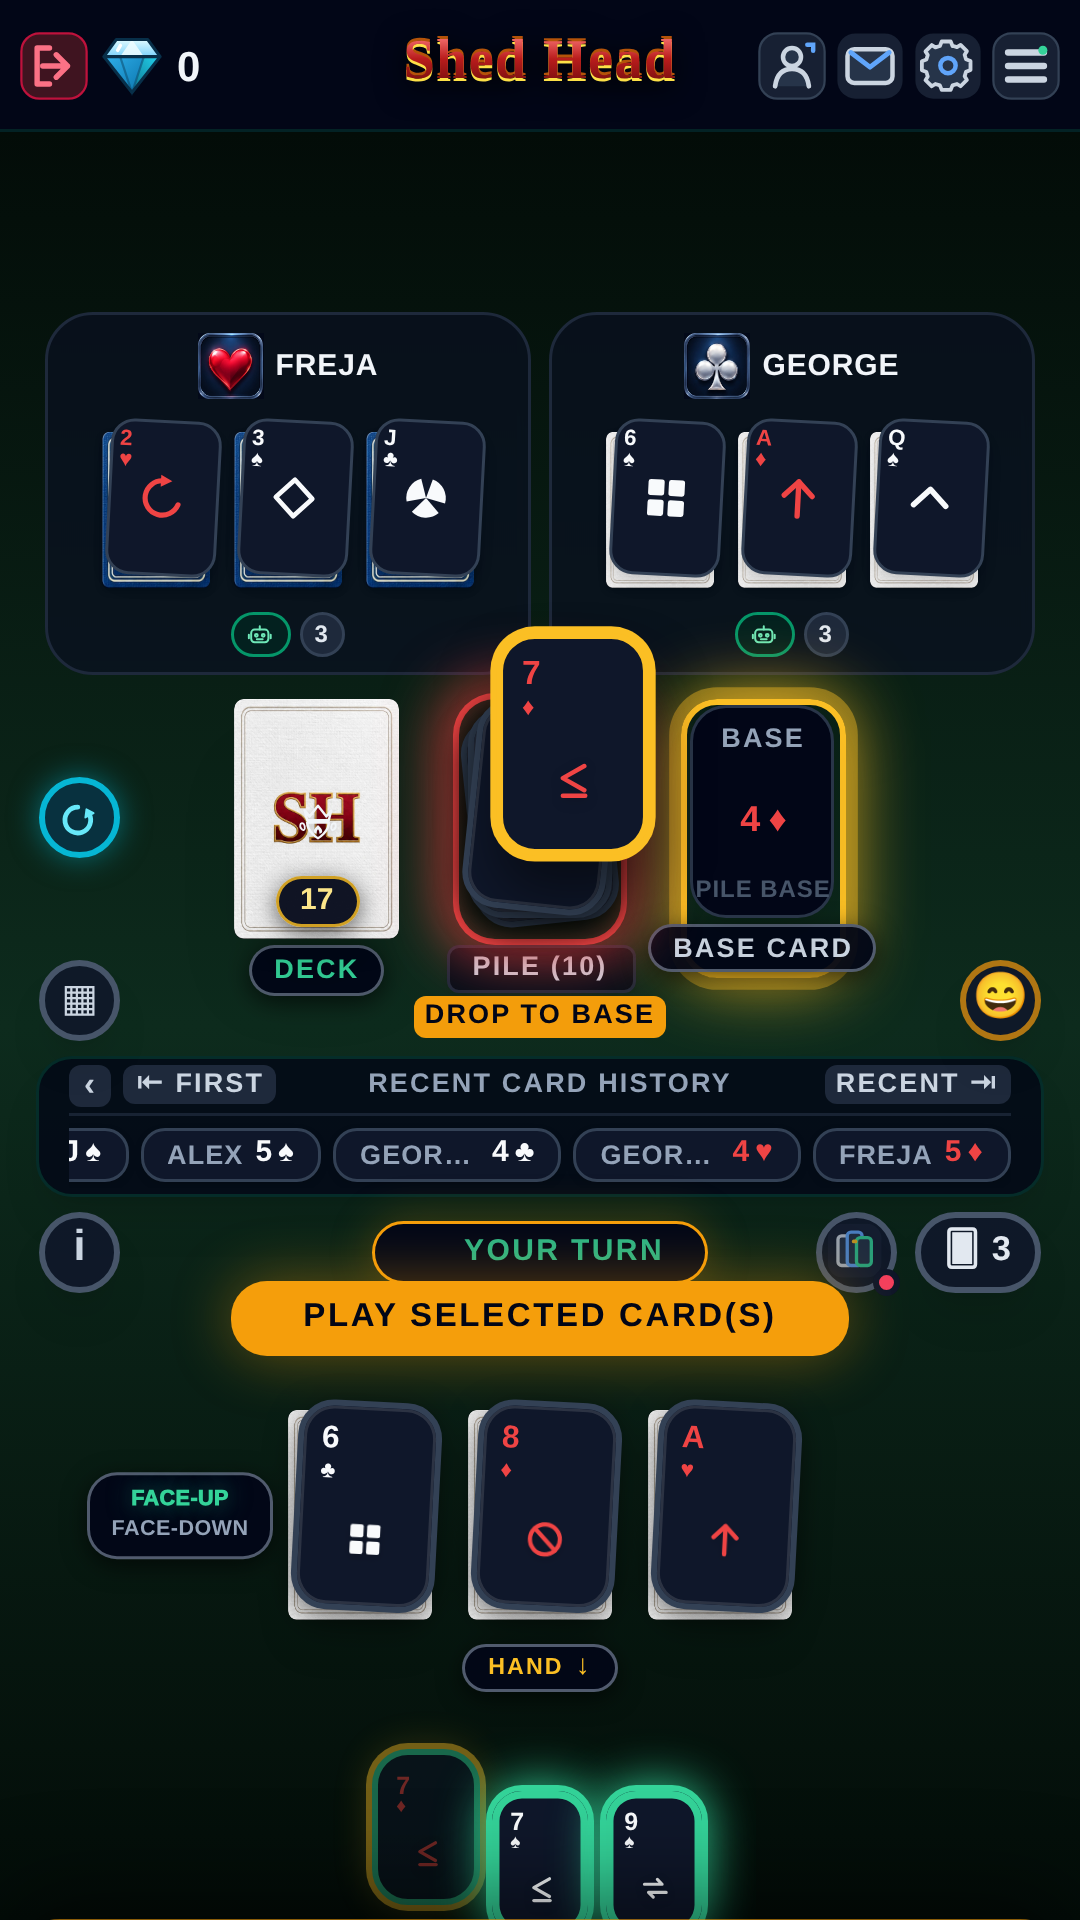 0
Shed Head
FREJA
GEORGE
2♥
3♠
J♣
6♠
A♦
Q♠
3
3
7♦
≤
SH
17
DECK
PILE (10)
DROP TO BASE
BASE
4♦
PILE BASE
BASE CARD
‹
⇤ FIRST
RECENT CARD HISTORY
RECENT ⇥
J♠
ALEX 5♠
GEOR… 4♣
GEOR… 4♥
FREJA 5♦
i
YOUR TURN
3
PLAY SELECTED CARD(S)
6♣
8♦
A♥
FACE-UP
FACE-DOWN
HAND ↓
7♦
≤
7♠
≤
9♠